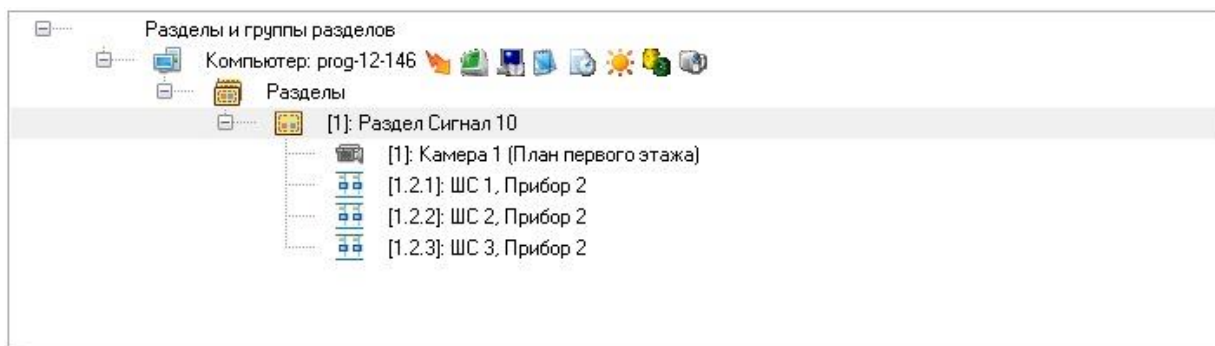 Разделы и группы разделов
Компьютер: prog-12-146
Разделы
[1]: Раздел Сигнал 10
[1]: Камера 1 (План первого этажа)
[1.2.1]: ШС 1, Прибор 2
[1.2.2]: ШС 2, Прибор 2
[1.2.3]: ШС 3, Прибор 2